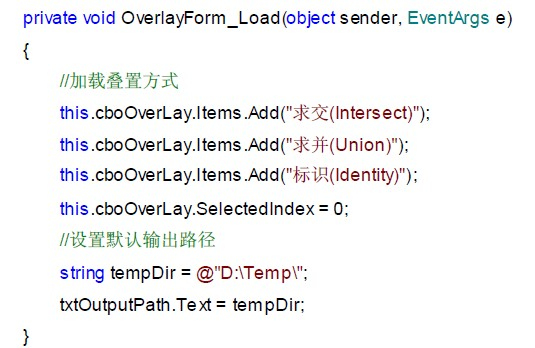 private void OverlayForm_Load(object sender, EventArgs e)
{
//加载叠置方式
this.cboOverLay.Items.Add("求交(Intersect)");
this.cboOverLay.Items.Add("求并(Union)");
this.cboOverLay.Items.Add("标识(Identity)");
this.cboOverLay.SelectedIndex = 0;
//设置默认输出路径
string tempDir = @"D:\Temp\";
txtOutputPath.Text = tempDir;
}